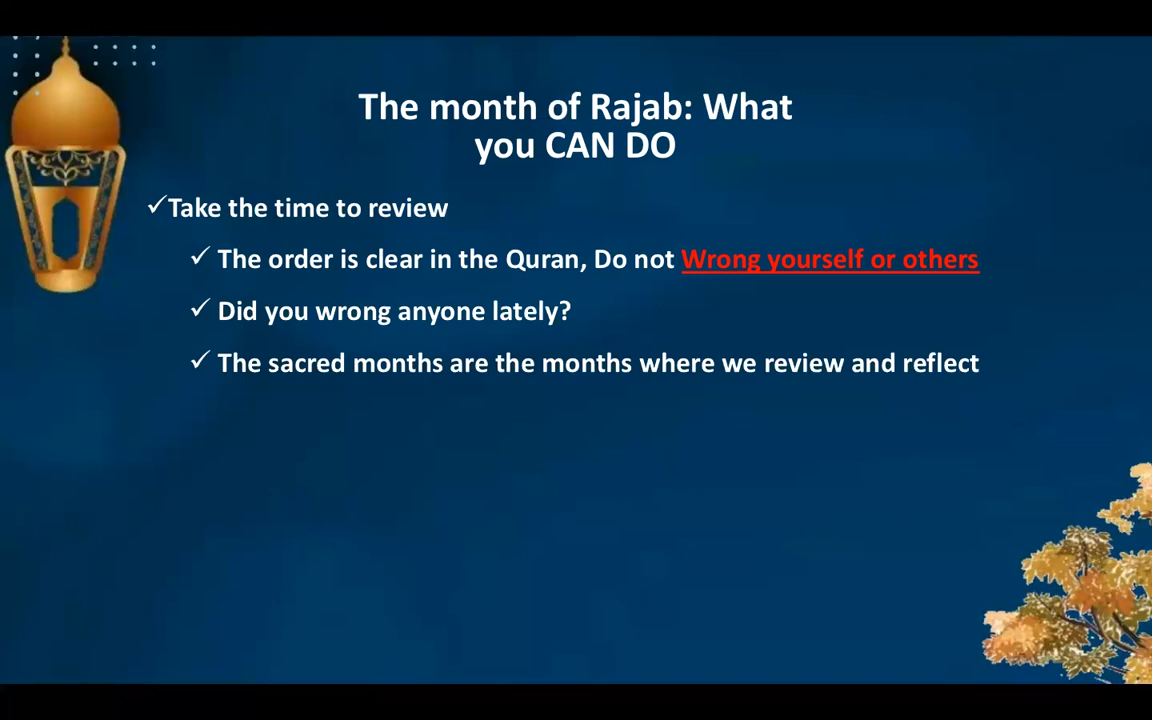 The month of Rajab: What
you CAN DO
✓Take the time to review
✓ The order is clear in the Quran, Do not Wrong yourself or others
✓ Did you wrong anyone lately?
✓ The sacred months are the months where we review and reflect